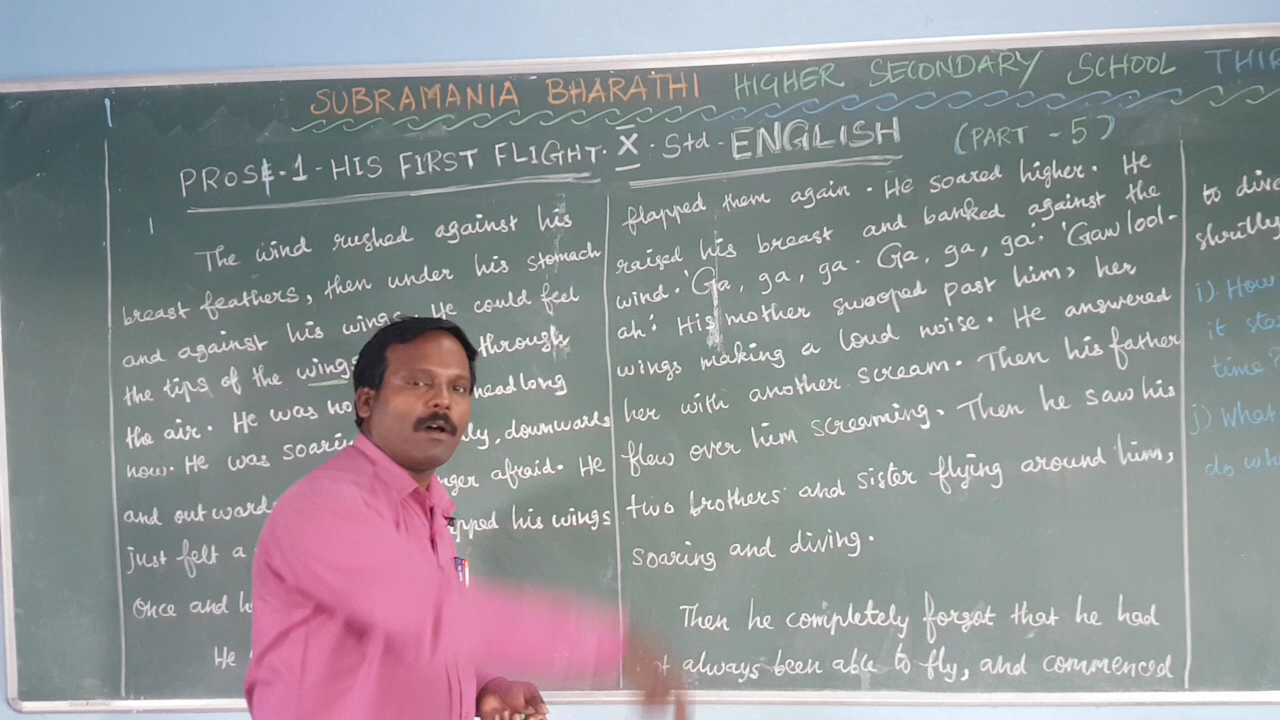 SUBRAMANIA BHARATHI HIGHER SECONDARY SCHOOL
PROSE.1 - HIS FIRST FLIGHT. X. Std - ENGLISH (PART - 5)
The wind rushed against his
breast feathers, then under his stomach
and against his wings. He could feel
the tips of the wings through
the air. He was headlong
now. He was downwards
and outward afraid. He
just felt a his wings
Once and
He
flapped them again. He soared higher. He
raised his breast and banked against the
wind. 'Ga, ga, ga. Ga, ga, ga'. 'Gaw lool-
ah'. His mother swooped past him, her
wings making a loud noise. He answered
her with another scream. Then his father
flew over him screaming. Then he saw his
two brothers and sister flying around him,
soaring and diving.
Then he completely forgot that he had
always been able to fly, and commenced
to
shrilly
i). How
it
time?
j) What
do